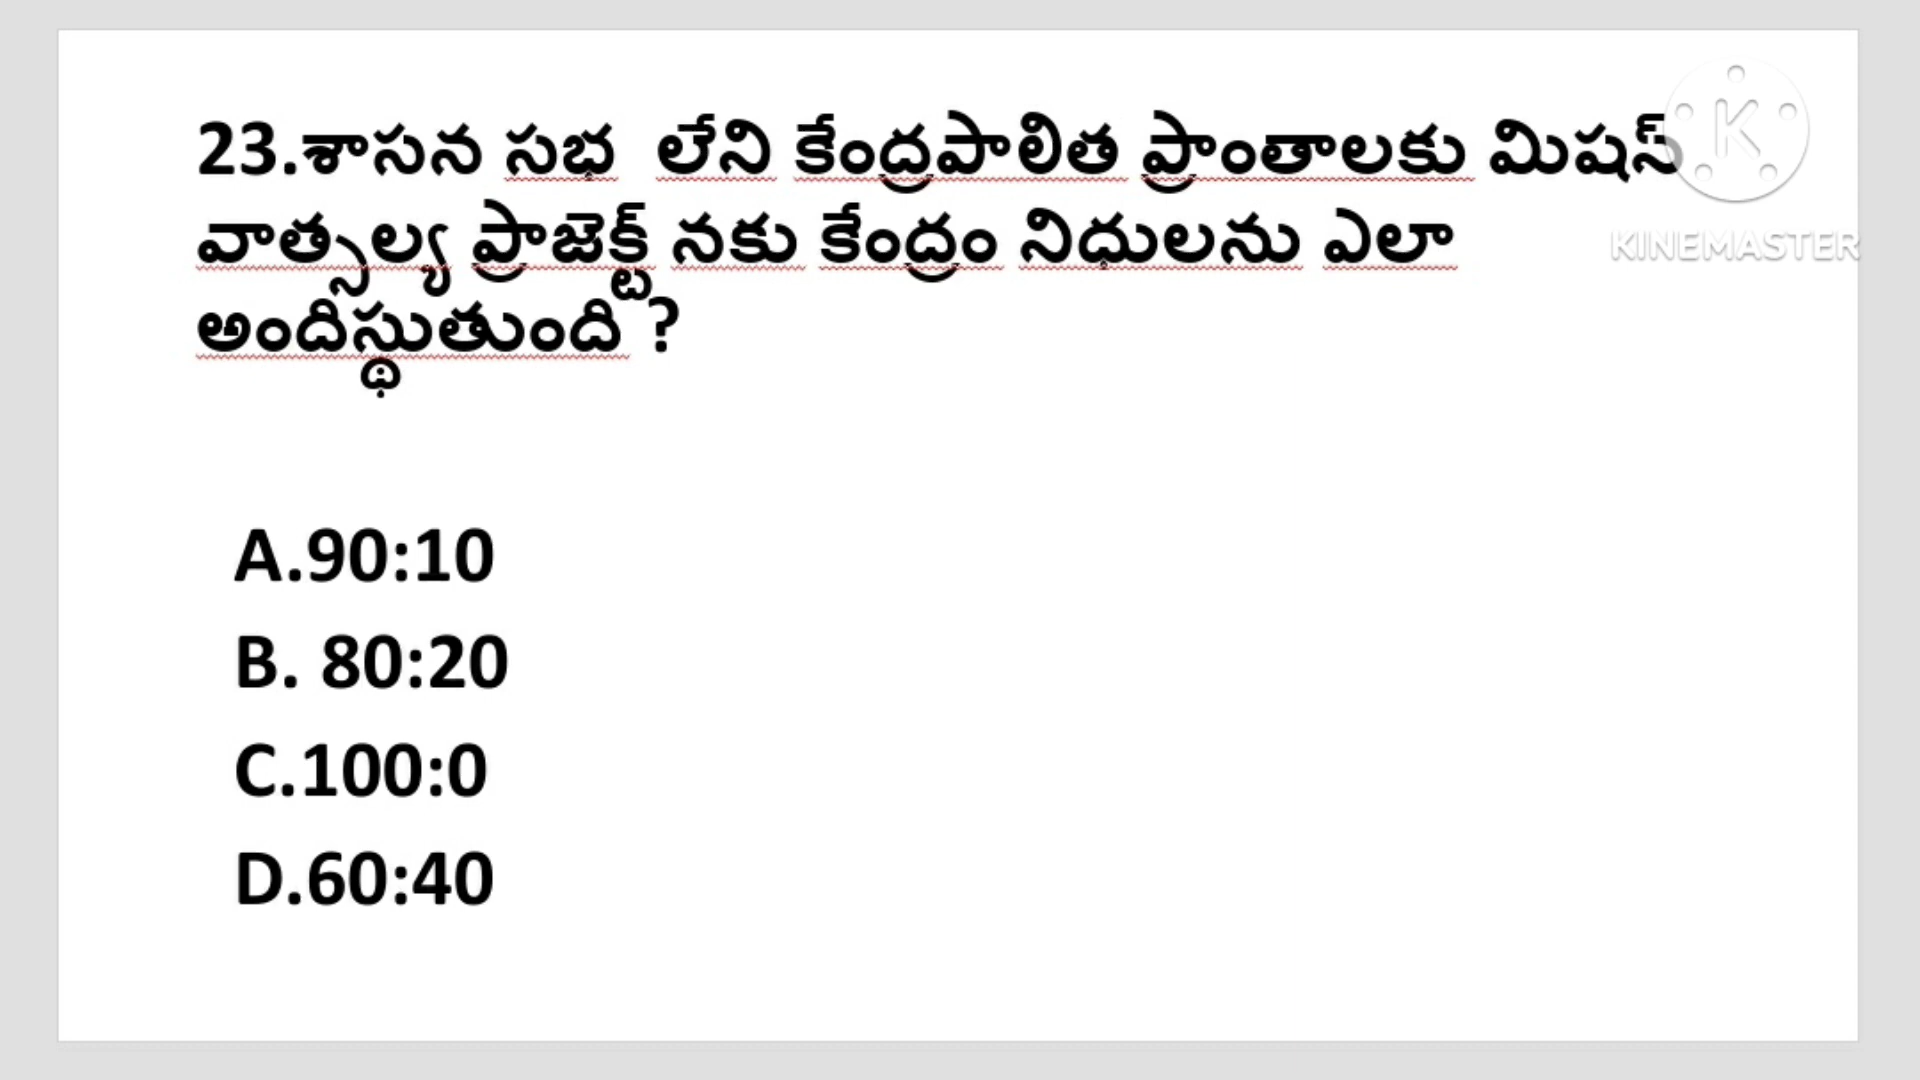 23.శాసన సభ లేని కేంద్రపాలిత ప్రాంతాలకు మిషన్
వాత్సల్య ప్రాజెక్ట్ నకు కేంద్రం నిధులను ఎలా
అందిస్థుతుంది ?
A.90:10
B. 80:20
C.100:0
D.60:40
K
KINEMASTER